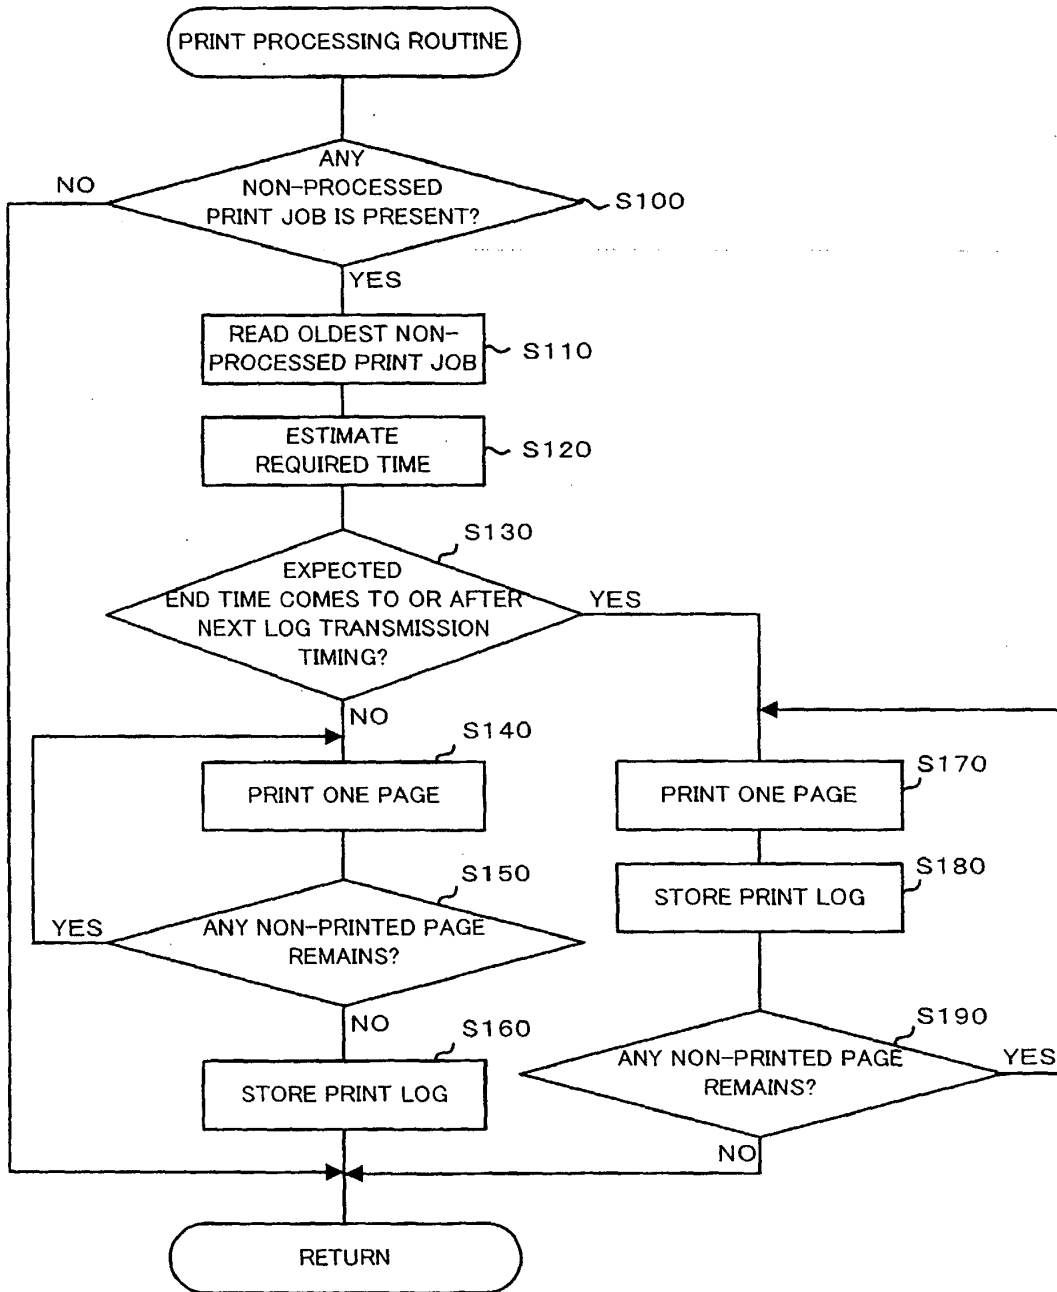 PRINT PROCESSING ROUTINE
ANY
NON-PROCESSED
PRINT JOB IS PRESENT?
NO
S100
YES
READ OLDEST NON-
PROCESSED PRINT JOB
S110
ESTIMATE
REQUIRED TIME
S120
S130
EXPECTED
END TIME COMES TO OR AFTER
NEXT LOG TRANSMISSION
TIMING?
YES
NO
S140
PRINT ONE PAGE
S150
ANY NON-PRINTED PAGE
REMAINS?
YES
NO
S160
STORE PRINT LOG
S170
PRINT ONE PAGE
S180
STORE PRINT LOG
S190
ANY NON-PRINTED PAGE
REMAINS?
YES
NO
RETURN